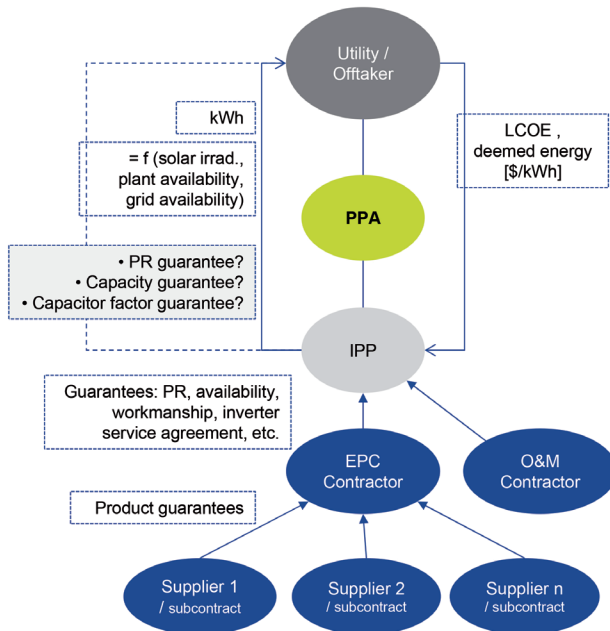 Utility /
Offtaker
kWh
= f (solar irrad.,
plant availability,
grid availability)
LCOE ,
deemed energy
[$/kWh]
PPA
• PR guarantee?
• Capacity guarantee?
• Capacitor factor guarantee?
IPP
Guarantees: PR, availability,
workmanship, inverter
service agreement, etc.
EPC
Contractor
O&M
Contractor
Product guarantees
Supplier 1
/ subcontract
Supplier 2
/ subcontract
Supplier n
/ subcontract